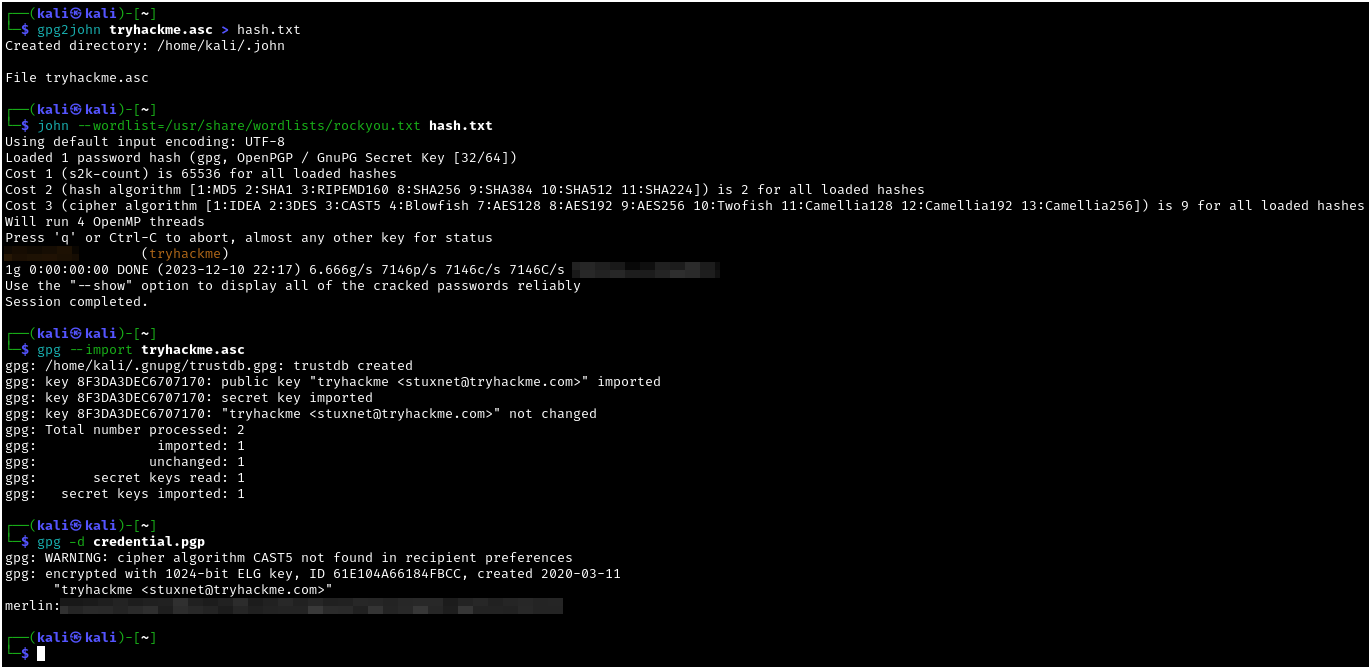 ┌──(kali㉿kali)-[~]
└─$ gpg2john tryhackme.asc > hash.txt
Created directory: /home/kali/.john

File tryhackme.asc

┌──(kali㉿kali)-[~]
└─$ john --wordlist=/usr/share/wordlists/rockyou.txt hash.txt
Using default input encoding: UTF-8
Loaded 1 password hash (gpg, OpenPGP / GnuPG Secret Key [32/64])
Cost 1 (s2k-count) is 65536 for all loaded hashes
Cost 2 (hash algorithm [1:MD5 2:SHA1 3:RIPEMD160 8:SHA256 9:SHA384 10:SHA512 11:SHA224]) is 2 for all loaded hashes
Cost 3 (cipher algorithm [1:IDEA 2:3DES 3:CAST5 4:Blowfish 7:AES128 8:AES192 9:AES256 10:Twofish 11:Camellia128 12:Camellia192 13:Camellia256]) is 9 for all loaded hashes
Will run 4 OpenMP threads
Press 'q' or Ctrl-C to abort, almost any other key for status
(tryhackme)
1g 0:00:00:00 DONE (2023-12-10 22:17) 6.666g/s 7146p/s 7146c/s 7146C/s
Use the "--show" option to display all of the cracked passwords reliably
Session completed.

┌──(kali㉿kali)-[~]
└─$ gpg --import tryhackme.asc
gpg: /home/kali/.gnupg/trustdb.gpg: trustdb created
gpg: key 8F3DA3DEC6707170: public key "tryhackme <stuxnet@tryhackme.com>" imported
gpg: key 8F3DA3DEC6707170: secret key imported
gpg: key 8F3DA3DEC6707170: "tryhackme <stuxnet@tryhackme.com>" not changed
gpg: Total number processed: 2
gpg:               imported: 1
gpg:              unchanged: 1
gpg:       secret keys read: 1
gpg:   secret keys imported: 1

┌──(kali㉿kali)-[~]
└─$ gpg -d credential.pgp
gpg: WARNING: cipher algorithm CAST5 not found in recipient preferences
gpg: encrypted with 1024-bit ELG key, ID 61E104A66184FBCC, created 2020-03-11
      "tryhackme <stuxnet@tryhackme.com>"
merlin:

┌──(kali㉿kali)-[~]
└─$